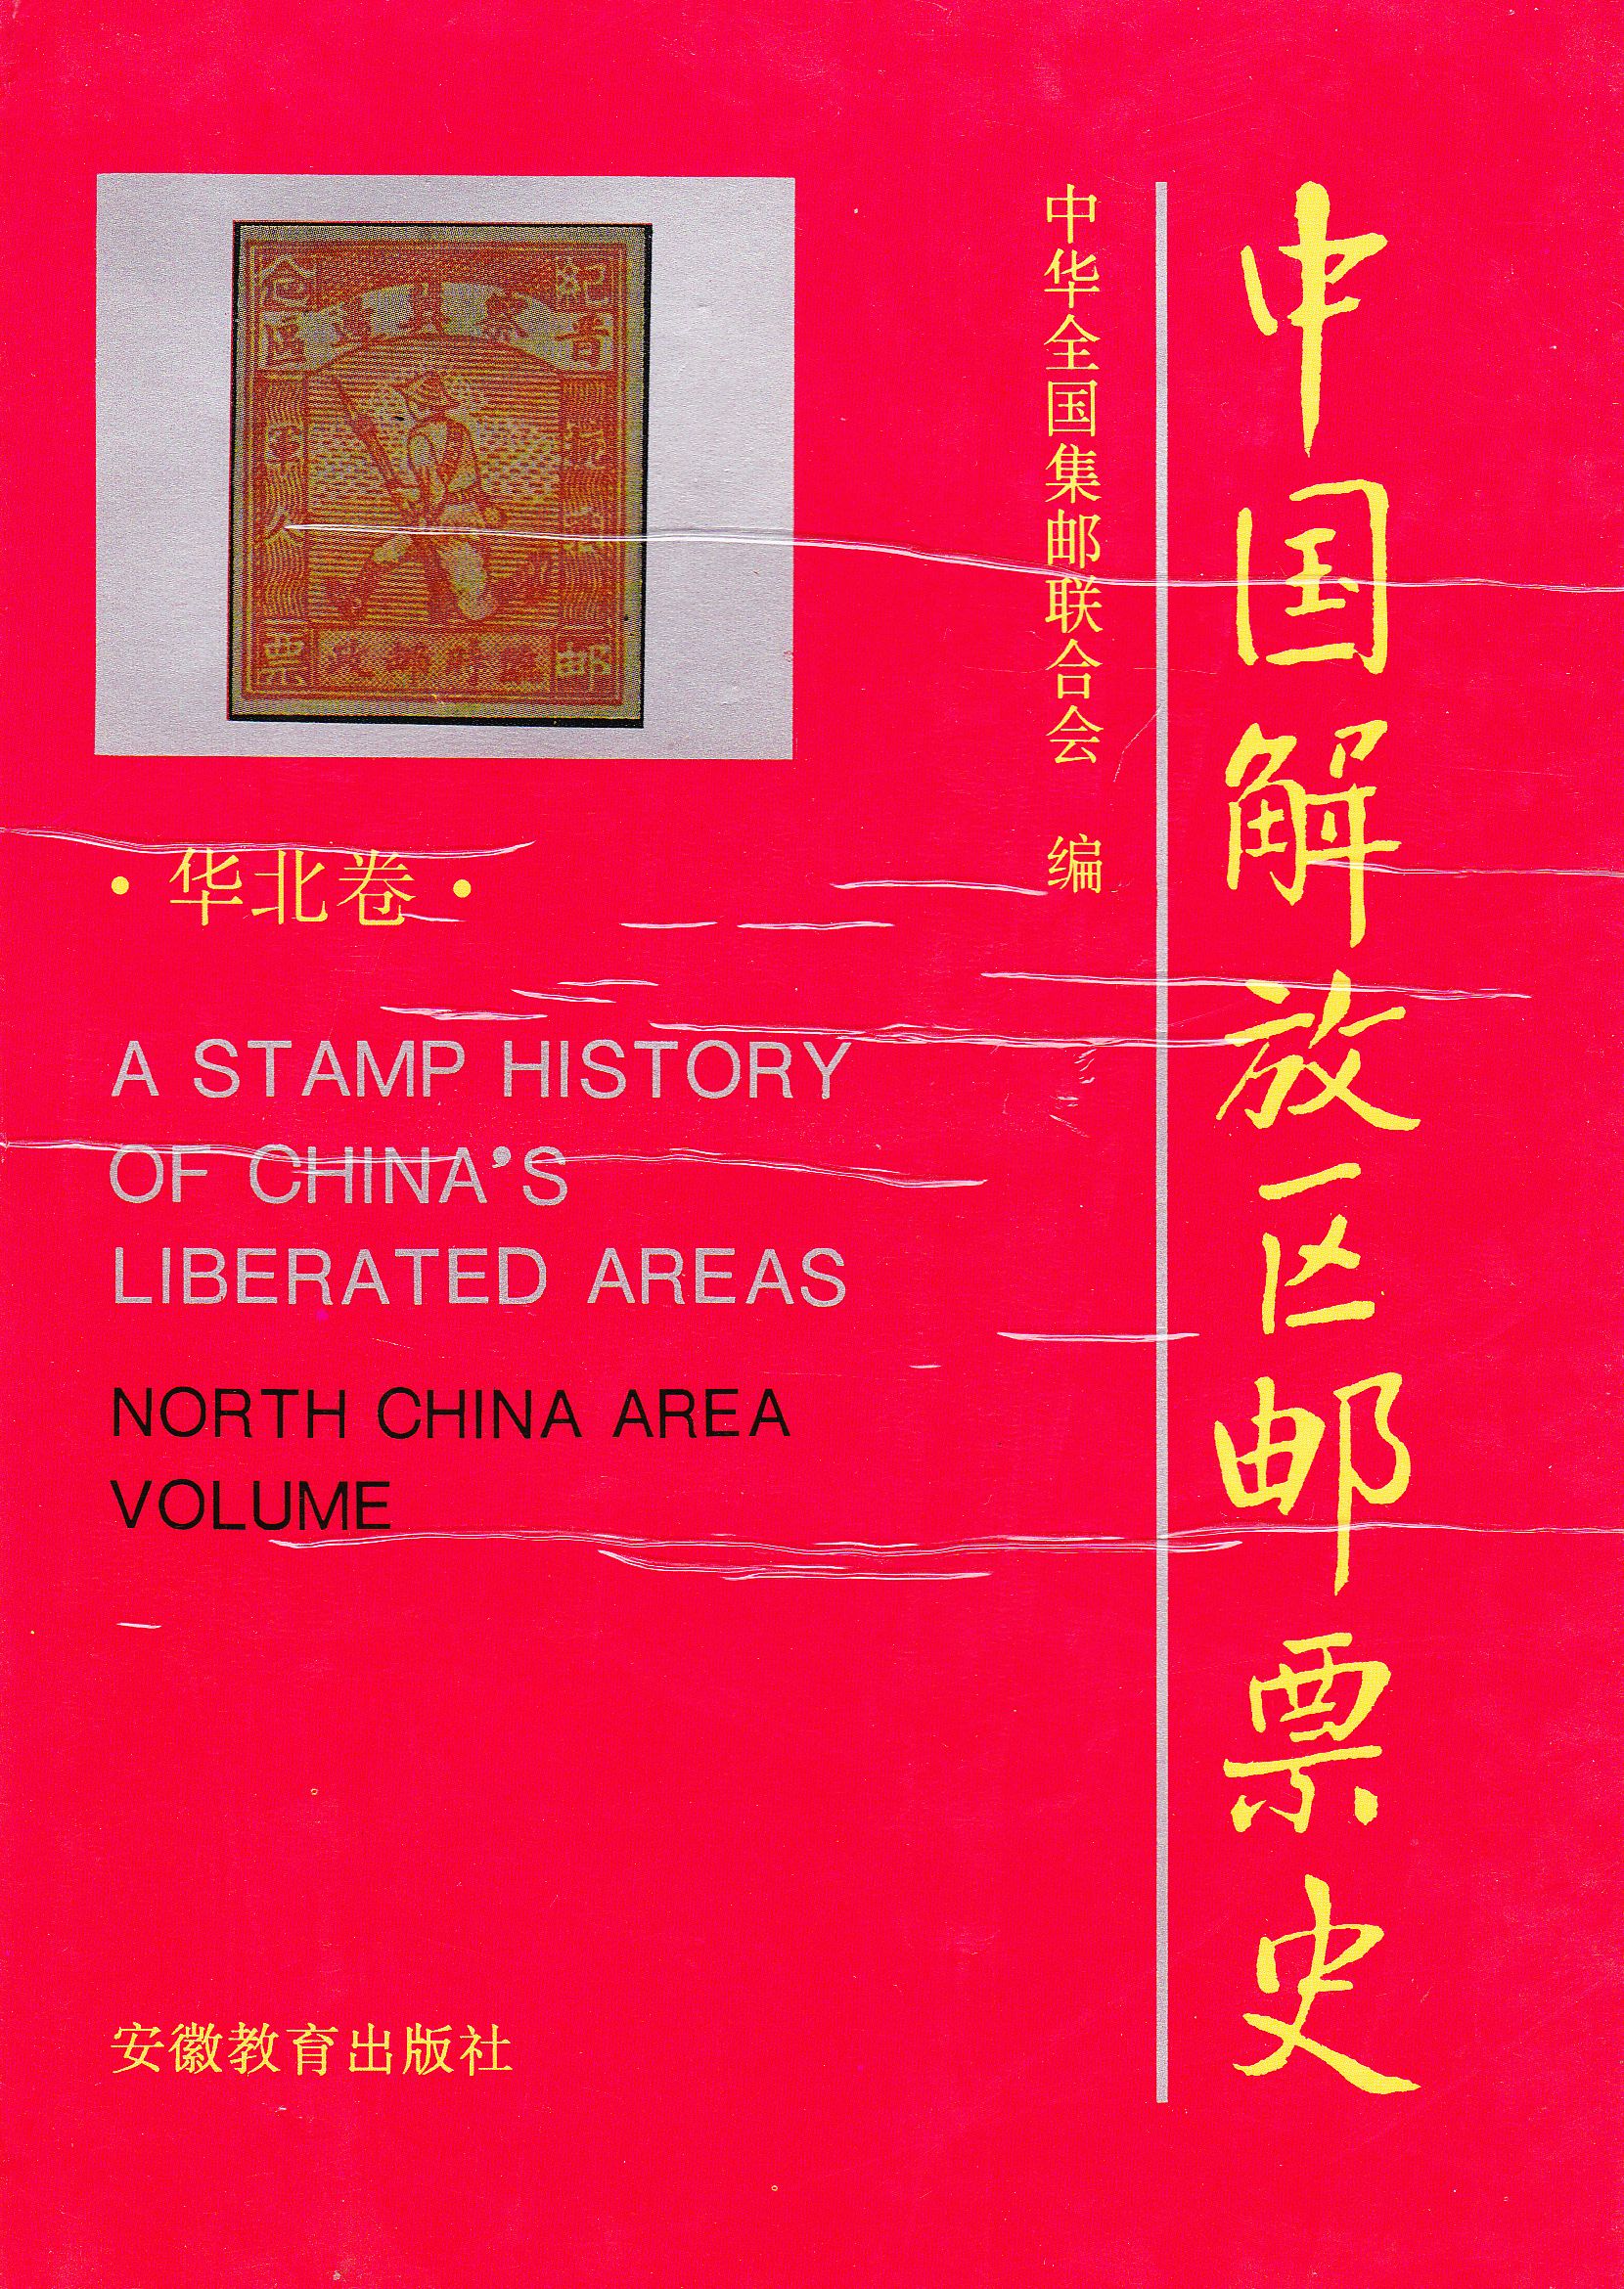 中国解放区邮票史
中华全国集邮联合会 编
·华北卷·
A STAMP HISTORY
OF CHINA'S
LIBERATED AREAS
NORTH CHINA AREA
VOLUME
安徽教育出版社